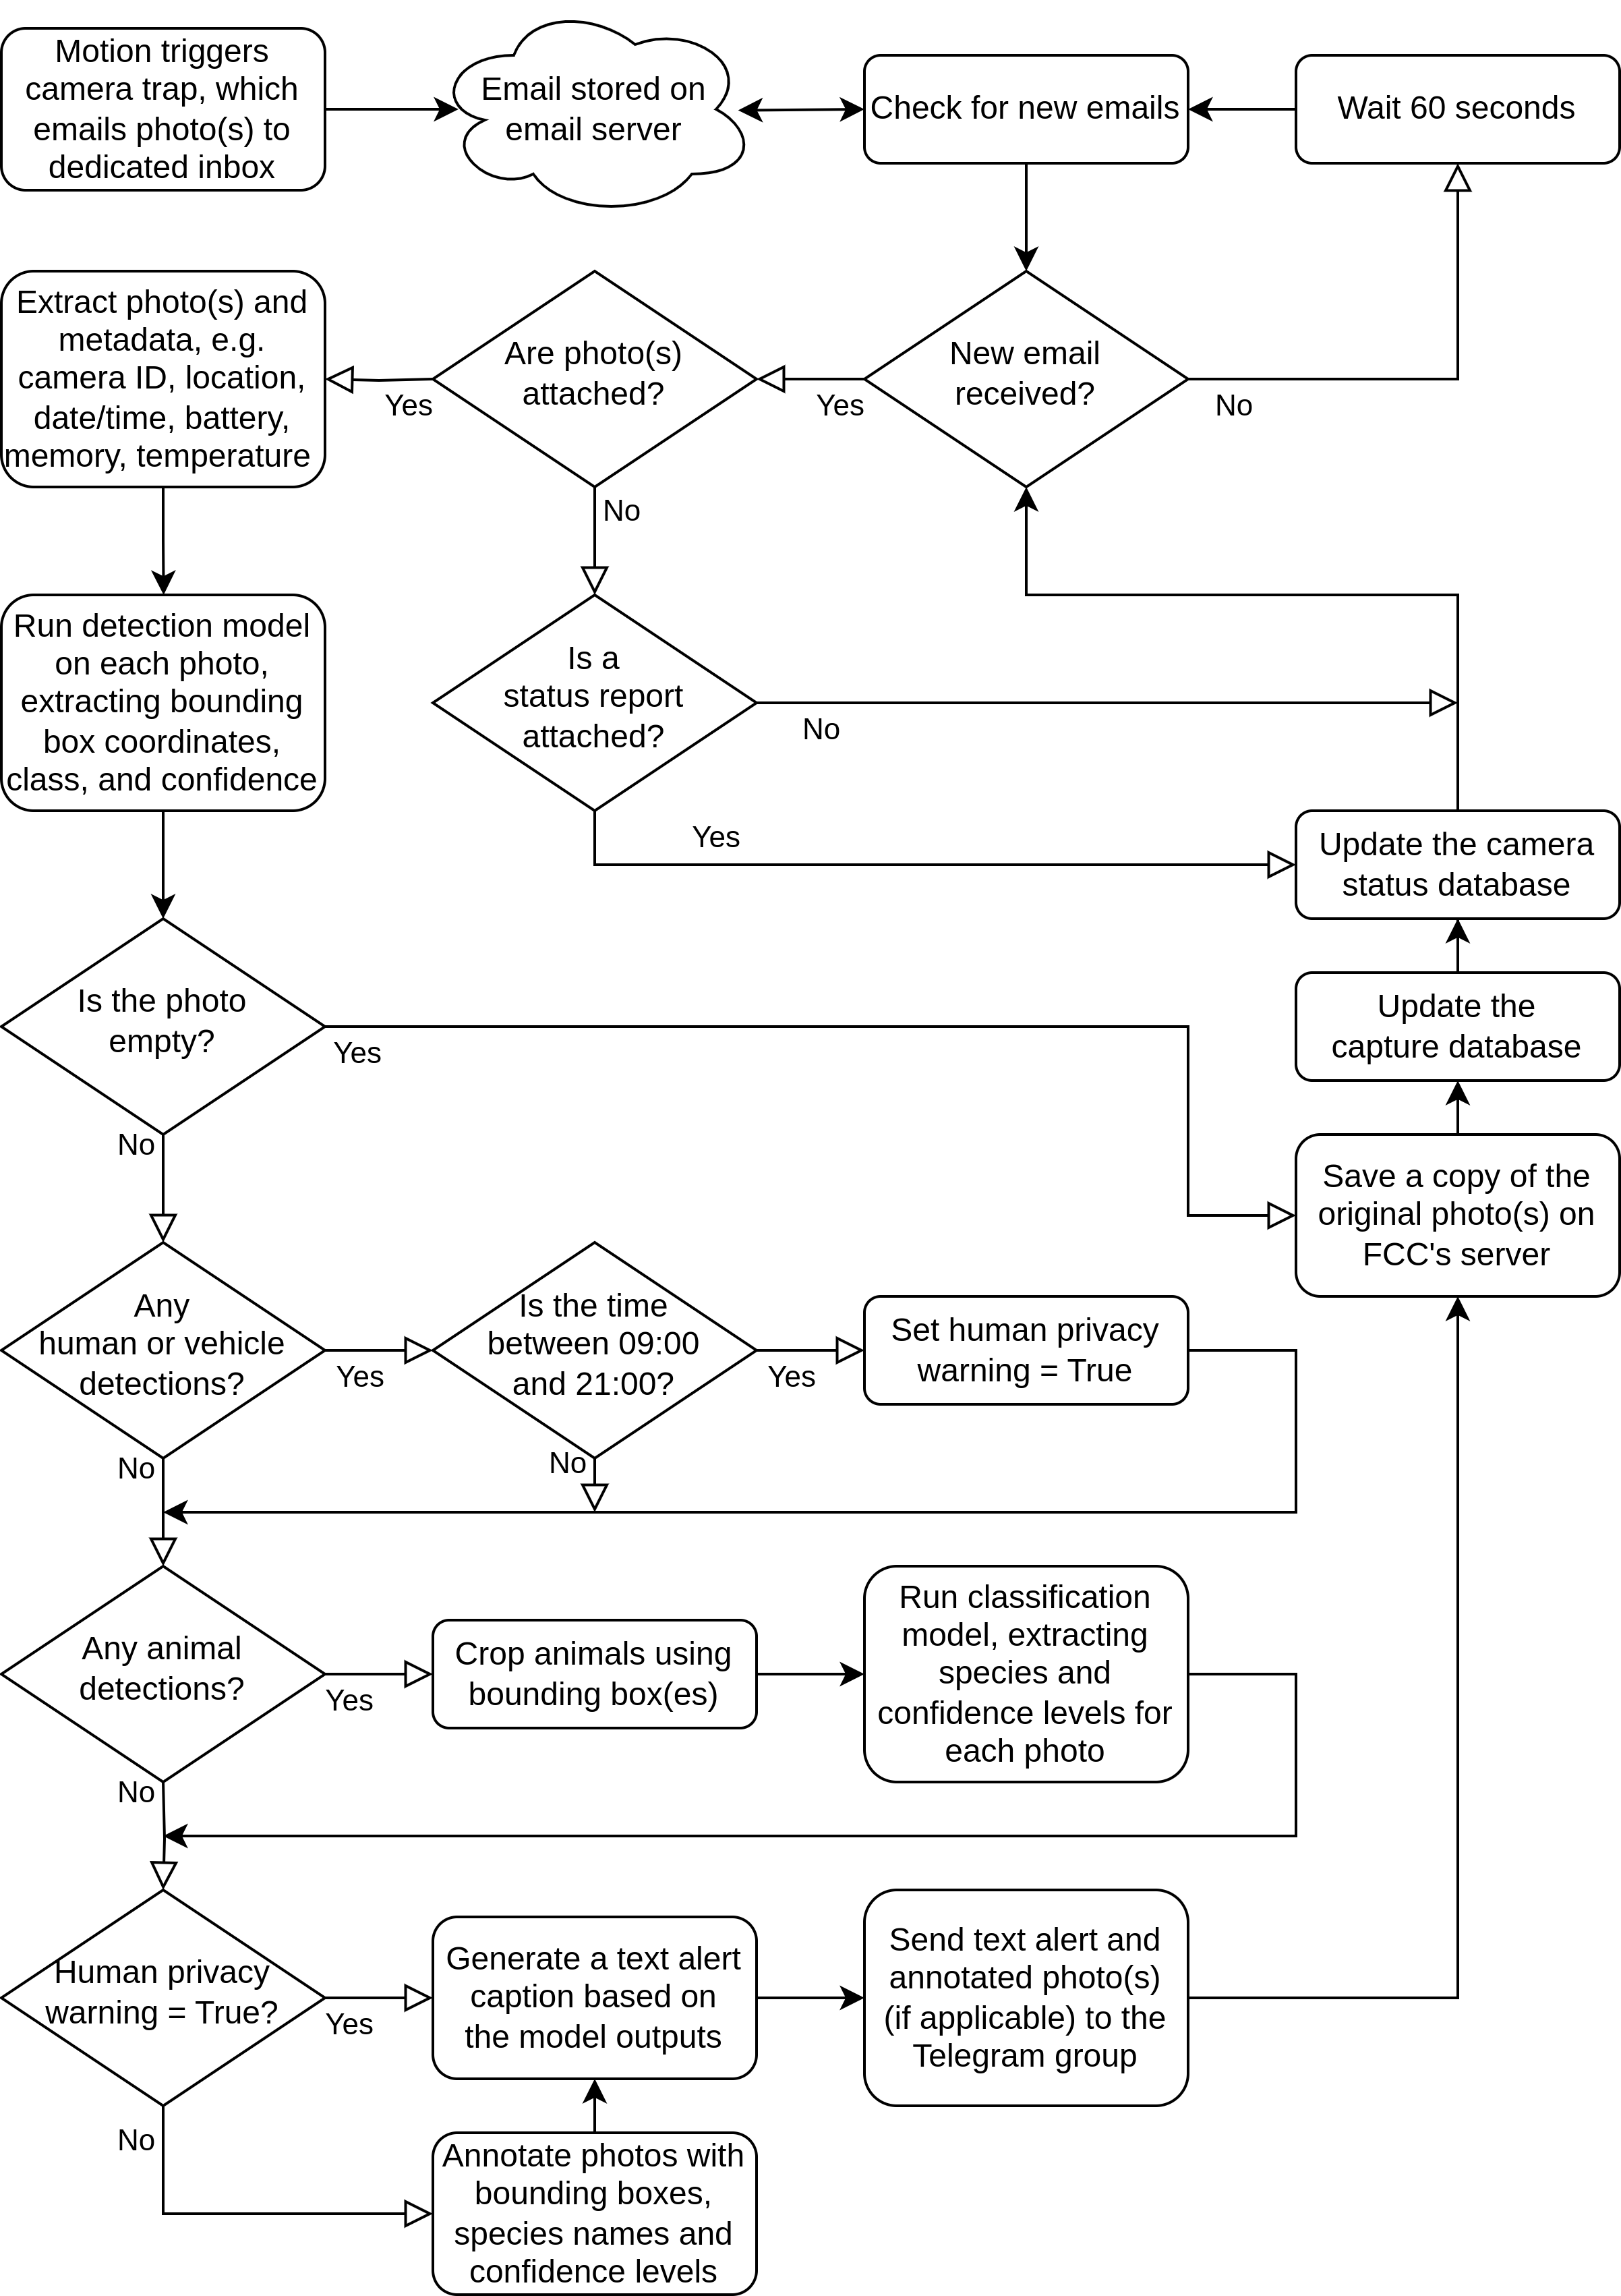 Motion triggers
camera trap, which
emails photo(s) to
dedicated inbox
Email stored on
email server
Check for new emails
Wait 60 seconds
Extract photo(s) and
metadata, e.g.
camera ID, location,
date/time, battery,
memory, temperature
Yes
Are photo(s)
attached?
Yes
New email
received?
No
No
Run detection model
on each photo,
extracting bounding
box coordinates,
class, and confidence
Is a
status report
attached?
No
Yes
Update the camera
status database
Is the photo
empty?
Yes
No
Update the
capture database
Save a copy of the
original photo(s) on
FCC's server
Any
human or vehicle
detections?
Yes
No
Is the time
between 09:00
and 21:00?
Yes
No
Set human privacy
warning = True
Any animal
detections?
Yes
No
Crop animals using
bounding box(es)
Run classification
model, extracting
species and
confidence levels for
each photo
Human privacy
warning = True?
Yes
No
Generate a text alert
caption based on
the model outputs
Send text alert and
annotated photo(s)
(if applicable) to the
Telegram group
Annotate photos with
bounding boxes,
species names and
confidence levels